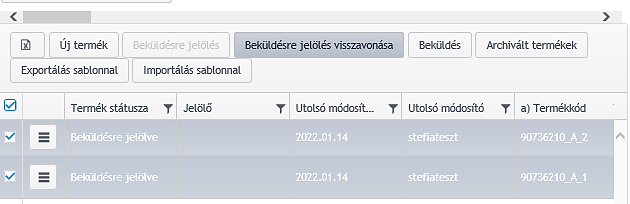 Új termék Beküldésre jelölés Beküldésre jelölés visszavonása Beküldés Archivált termékek
Exportálás sablonnal Importálás sablonnal
Termék státusza Jelölő Utolsó módosít... Utolsó módosító a) Termékkód
Beküldésre jelölve 2022.01.14 stefiateszt 90736210_A_2
Beküldésre jelölve 2022.01.14 stefiateszt 90736210_A_1